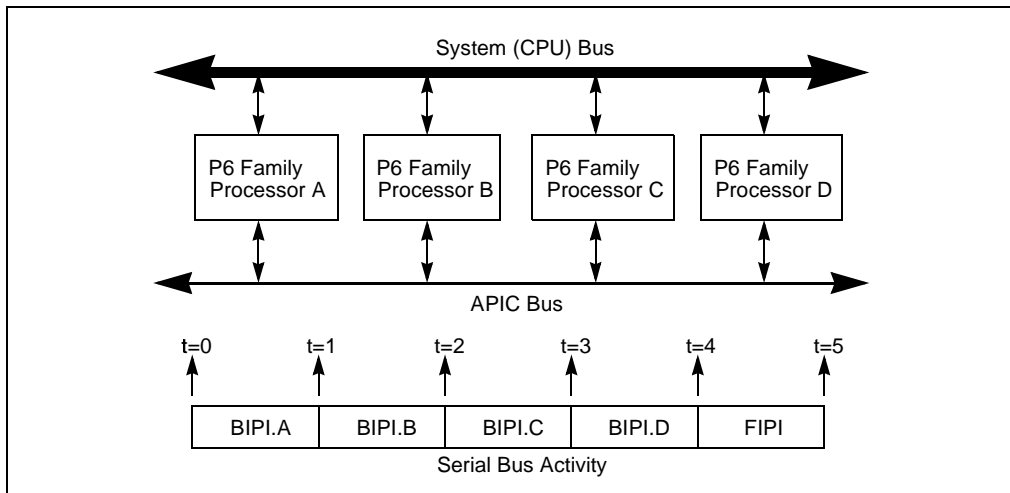 System (CPU) Bus
P6 Family
Processor A
P6 Family
Processor B
P6 Family
Processor C
P6 Family
Processor D
APIC Bus
t=0 t=1 t=2 t=3 t=4 t=5
BIPI.A BIPI.B BIPI.C BIPI.D FIPI
Serial Bus Activity